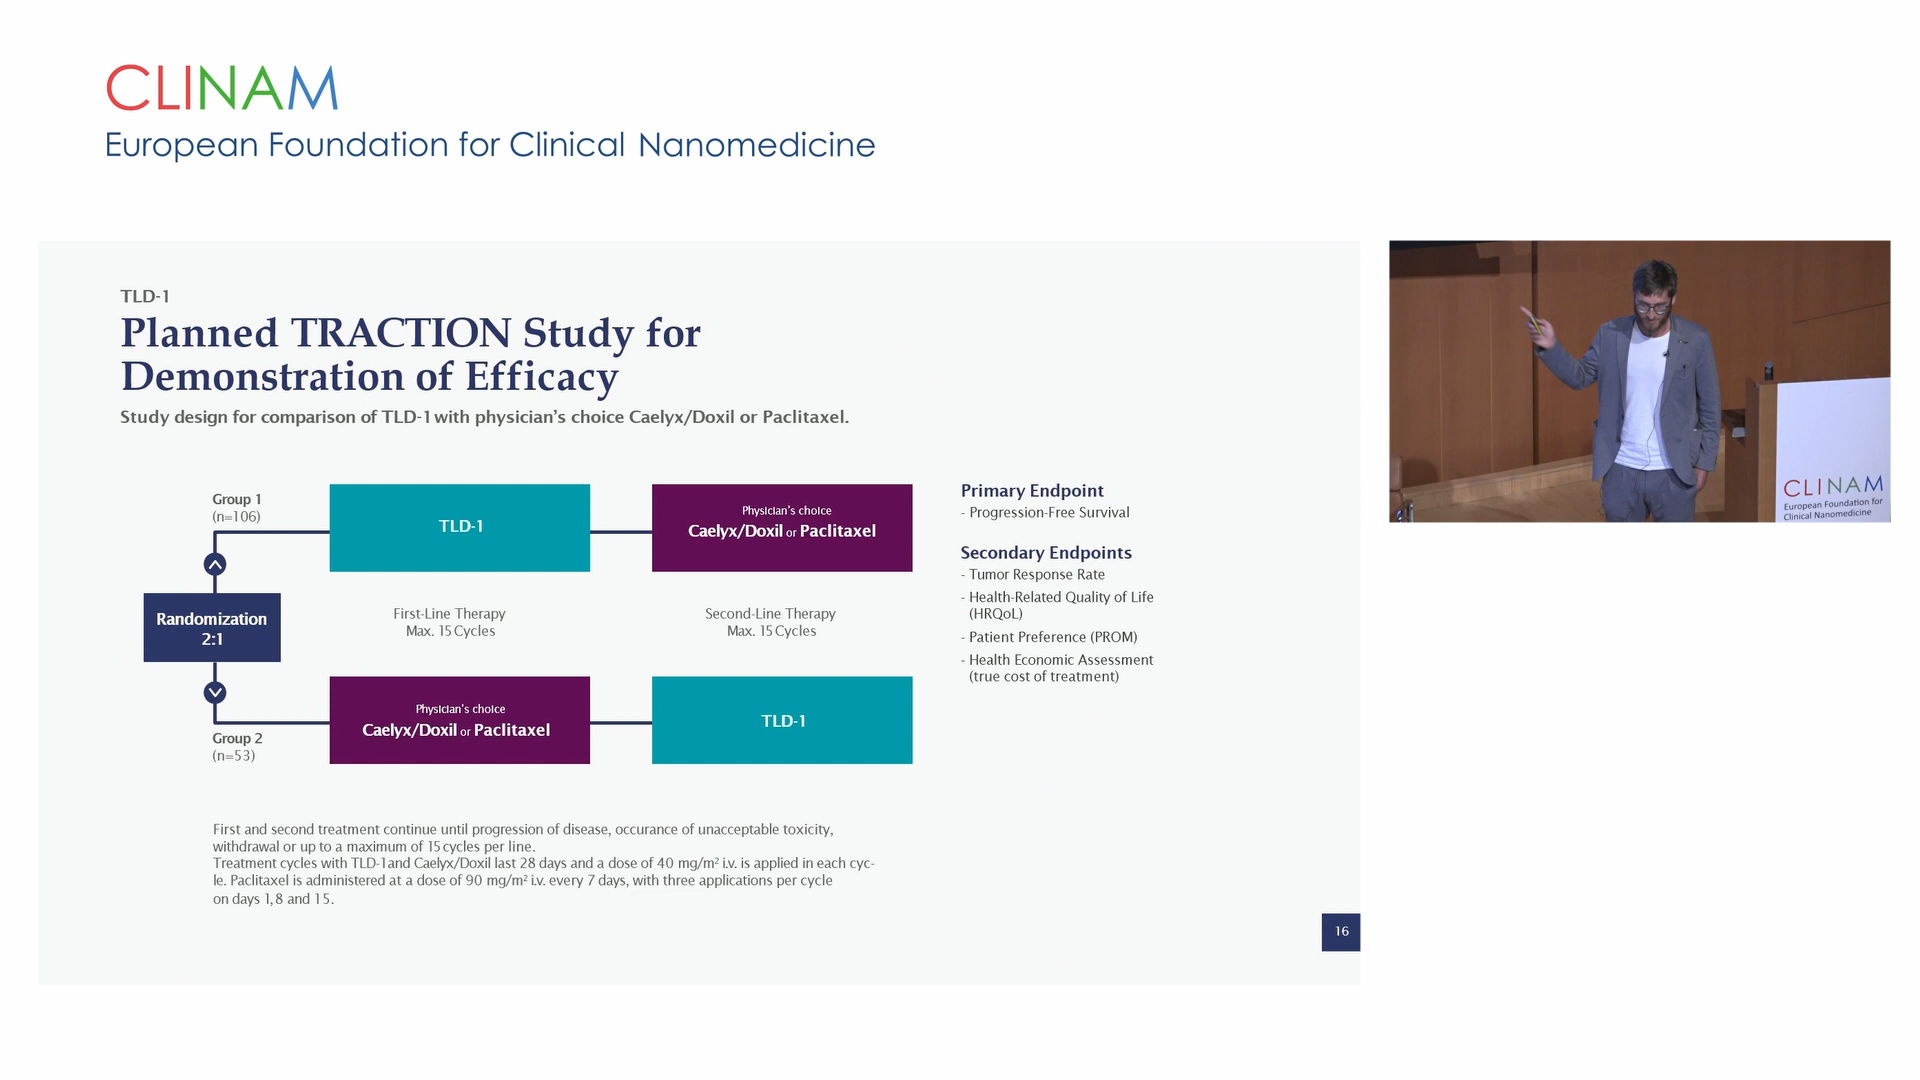 CLINAM
European Foundation for Clinical Nanomedicine
TLD-1
Planned TRACTION Study for
Demonstration of Efficacy
Study design for comparison of TLD-1 with physician’s choice Caelyx/Doxil or Paclitaxel.
Group 1
(n=106)
TLD-1
Physician’s choice
Caelyx/Doxil or Paclitaxel
Randomization
2:1
First-Line Therapy
Max. 15 Cycles
Second-Line Therapy
Max. 15 Cycles
Group 2
(n=53)
Physician’s choice
Caelyx/Doxil or Paclitaxel
TLD-1
Primary Endpoint
- Progression-Free Survival
Secondary Endpoints
- Tumor Response Rate
- Health-Related Quality of Life
(HRQoL)
- Patient Preference (PROM)
- Health Economic Assessment
(true cost of treatment)
First and second treatment continue until progression of disease, occurance of unacceptable toxicity,
withdrawal or up to a maximum of 15 cycles per line.
Treatment cycles with TLD-1 and Caelyx/Doxil last 28 days and a dose of 40 mg/m² i.v. is applied in each cyc-
le. Paclitaxel is administered at a dose of 90 mg/m² i.v. every 7 days, with three applications per cycle
on days 1, 8 and 15.
16
CLINAM
European Foundation for
Clinical Nanomedicine